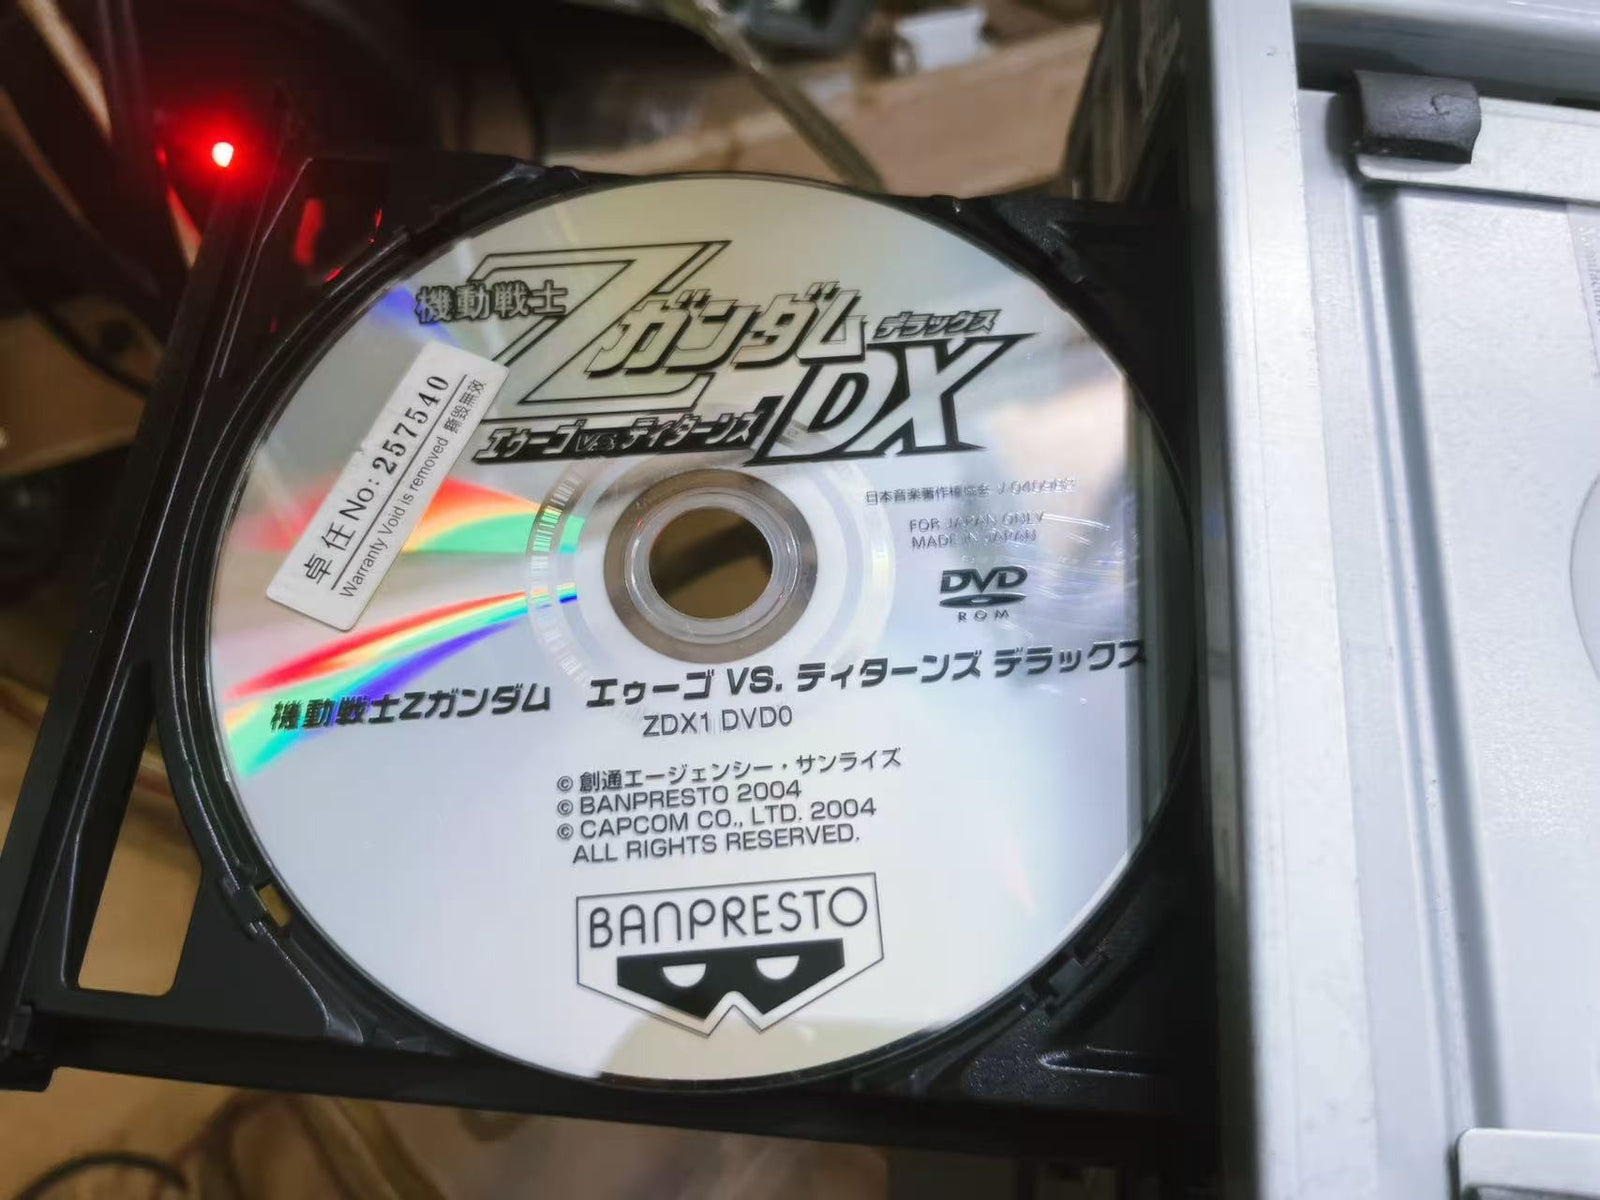 機動戦士
Zガンダム
デラックス
DX
エゥーゴ vs. ティターンズ
卓任 No: 257540
Warranty Void is removed 撕毀無效
日本音楽著作権協会
FOR JAPAN ONLY
MADE IN JAPAN
DVD
ROM
機動戦士Zガンダム エゥーゴ VS. ティターンズ デラックス
ZDX1 DVD0
© 創通エージェンシー・サンライズ
© BANPRESTO 2004
© CAPCOM CO., LTD. 2004
ALL RIGHTS RESERVED.
BANPRESTO